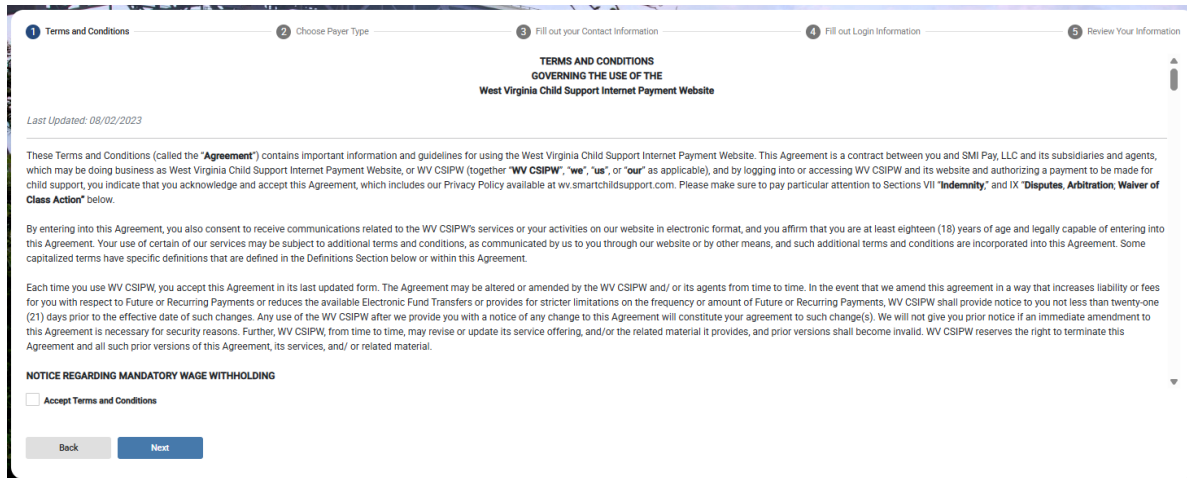 1 Terms and Conditions 2 Choose Payer Type 3 Fill out your Contact Information 4 Fill out Login Information 5 Review Your Information
TERMS AND CONDITIONS
GOVERNING THE USE OF THE
West Virginia Child Support Internet Payment Website
Last Updated: 08/02/2023
These Terms and Conditions (called the "Agreement") contains important information and guidelines for using the West Virginia Child Support Internet Payment Website. This Agreement is a contract between you and SMI Pay, LLC and its subsidiaries and agents,
which may be doing business as West Virginia Child Support Internet Payment Website, or WV CSIPW (together "WV CSIPW", "we", "us", or "our" as applicable), and by logging into or accessing WV CSIPW and its website and authorizing a payment to be made for
child support, you indicate that you acknowledge and accept this Agreement, which includes our Privacy Policy available at wv.smartchildsupport.com. Please make sure to pay particular attention to Sections VII "Indemnity," and IX "Disputes, Arbitration; Waiver of
Class Action" below.
By entering into this Agreement, you also consent to receive communications related to the WV CSIPW's services or your activities on our website in electronic format, and you affirm that you are at least eighteen (18) years of age and legally capable of entering into
this Agreement. Your use of certain of our services may be subject to additional terms and conditions, as communicated by us to you through our website or by other means, and such additional terms and conditions are incorporated into this Agreement. Some
capitalized terms have specific definitions that are defined in the Definitions Section below or within this Agreement.
Each time you use WV CSIPW, you accept this Agreement in its last updated form. The Agreement may be altered or amended by the WV CSIPW and/ or its agents from time to time. In the event that we amend this agreement in a way that increases liability or fees
for you with respect to Future or Recurring Payments or reduces the available Electronic Fund Transfers or provides for stricter limitations on the frequency or amount of Future or Recurring Payments, WV CSIPW shall provide notice to you not less than twenty-one
(21) days prior to the effective date of such changes. Any use of the WV CSIPW after we provide you with a notice of any change to this Agreement will constitute your agreement to such change(s). We will not give you prior notice if an immediate amendment to
this Agreement is necessary for security reasons. Further, WV CSIPW, from time to time, may revise or update its service offering, and/or the related material it provides, and prior versions shall become invalid. WV CSIPW reserves the right to terminate this
Agreement and all such prior versions of this Agreement, its services, and/ or related material.
NOTICE REGARDING MANDATORY WAGE WITHHOLDING
Accept Terms and Conditions
Back Next